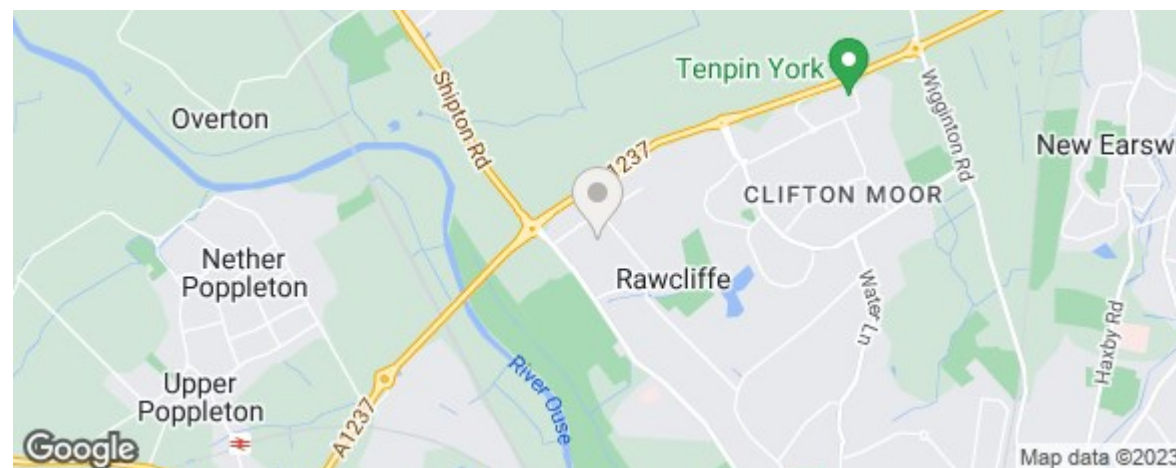 Overton
Shipton Rd
Tenpin York
Wigginton Rd
New Earsw
1237
CLIFTON MOOR
Nether
Poppleton
Rawcliffe
Water Ln
Haxby Rd
Upper
Poppleton
A1237
River Ouse
Google
Map data ©2023